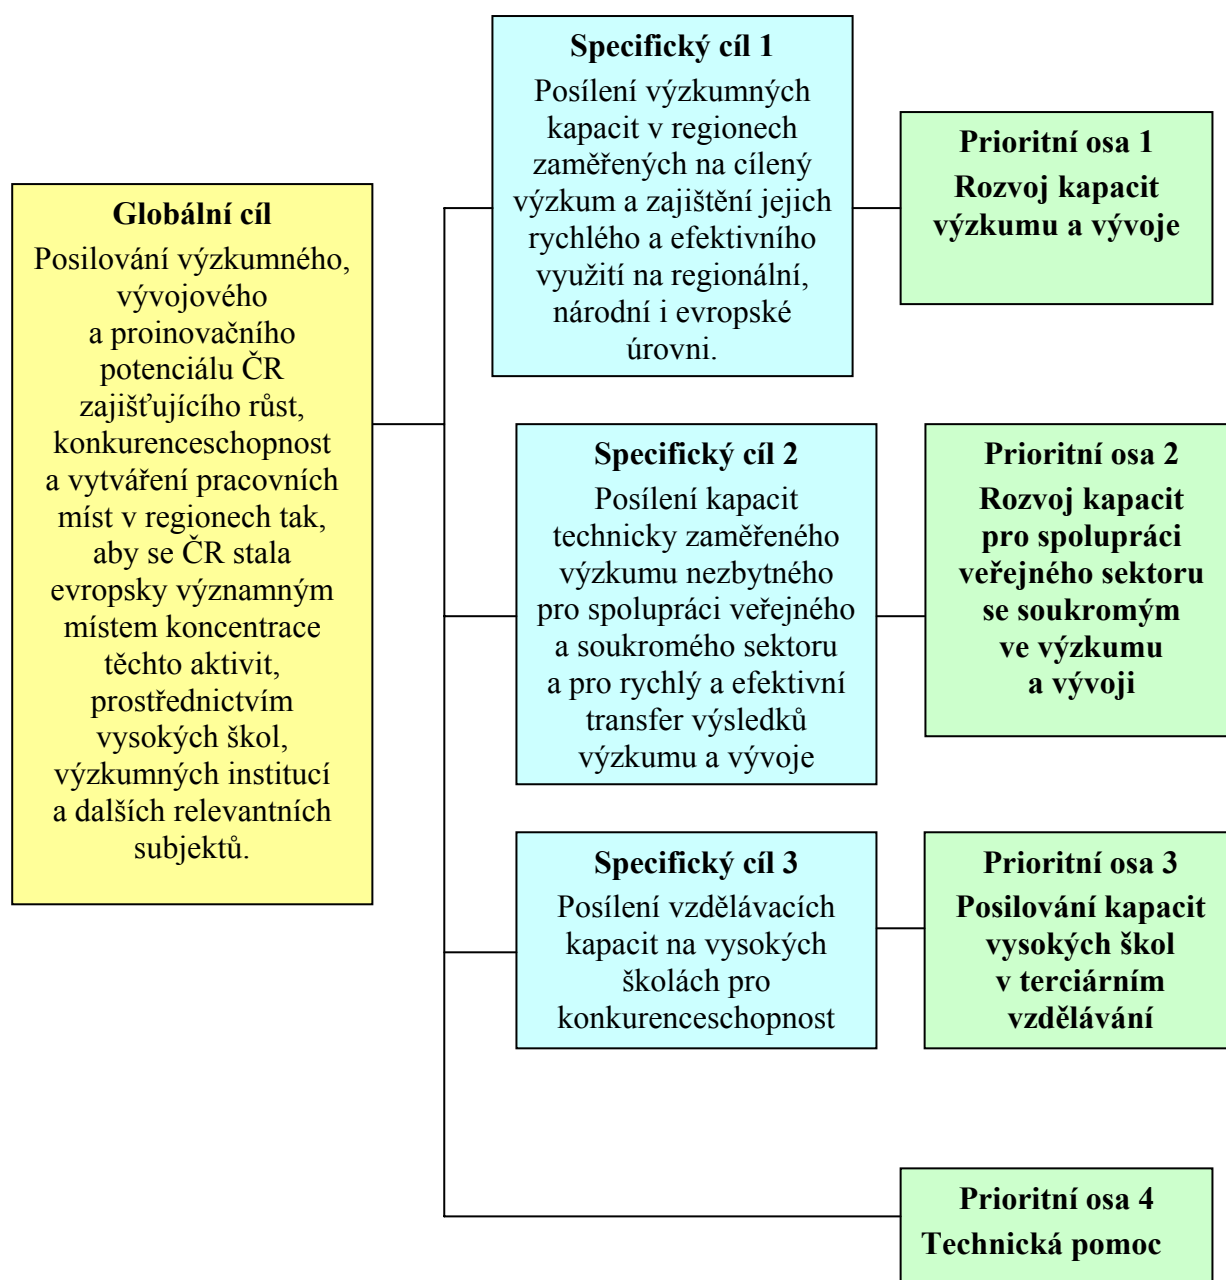 Globální cíl
Posilování výzkumného,
vývojového
a proinovačního
potenciálu ČR
zajišťujícího růst,
konkurenceschopnost
a vytváření pracovních
míst v regionech tak,
aby se ČR stala
evropsky významným
místem koncentrace
těchto aktivit,
prostřednictvím
vysokých škol,
výzkumných institucí
a dalších relevantních
subjektů.
Specifický cíl 1
Posílení výzkumných
kapacit v regionech
zaměřených na cílený
výzkum a zajištění jejich
rychlého a efektivního
využití na regionální,
národní i evropské
úrovni.
Prioritní osa 1
Rozvoj kapacit
výzkumu a vývoje
Specifický cíl 2
Posílení kapacit
technicky zaměřeného
výzkumu nezbytného
pro spolupráci veřejného
a soukromého sektoru
a pro rychlý a efektivní
transfer výsledků
výzkumu a vývoje
Prioritní osa 2
Rozvoj kapacit
pro spolupráci
veřejného sektoru
se soukromým
ve výzkumu
a vývoji
Specifický cíl 3
Posílení vzdělávacích
kapacit na vysokých
školách pro
konkurenceschopnost
Prioritní osa 3
Posilování kapacit
vysokých škol
v terciárním
vzdělávání
Prioritní osa 4
Technická pomoc